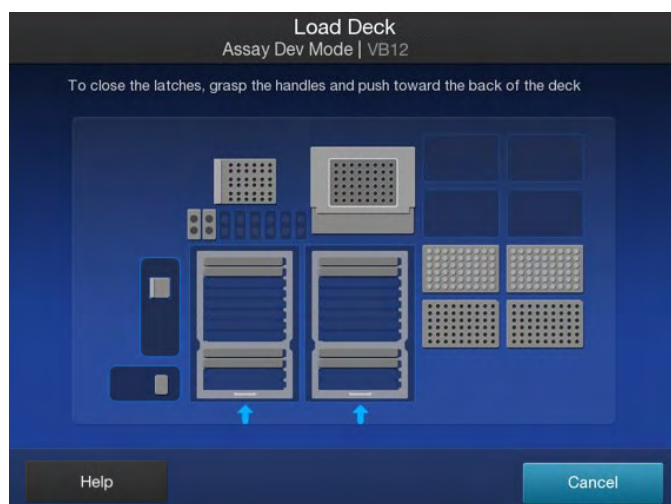 Load Deck
Assay Dev Mode | VB12
To close the latches, grasp the handles and push toward the back of the deck
Help
Cancel